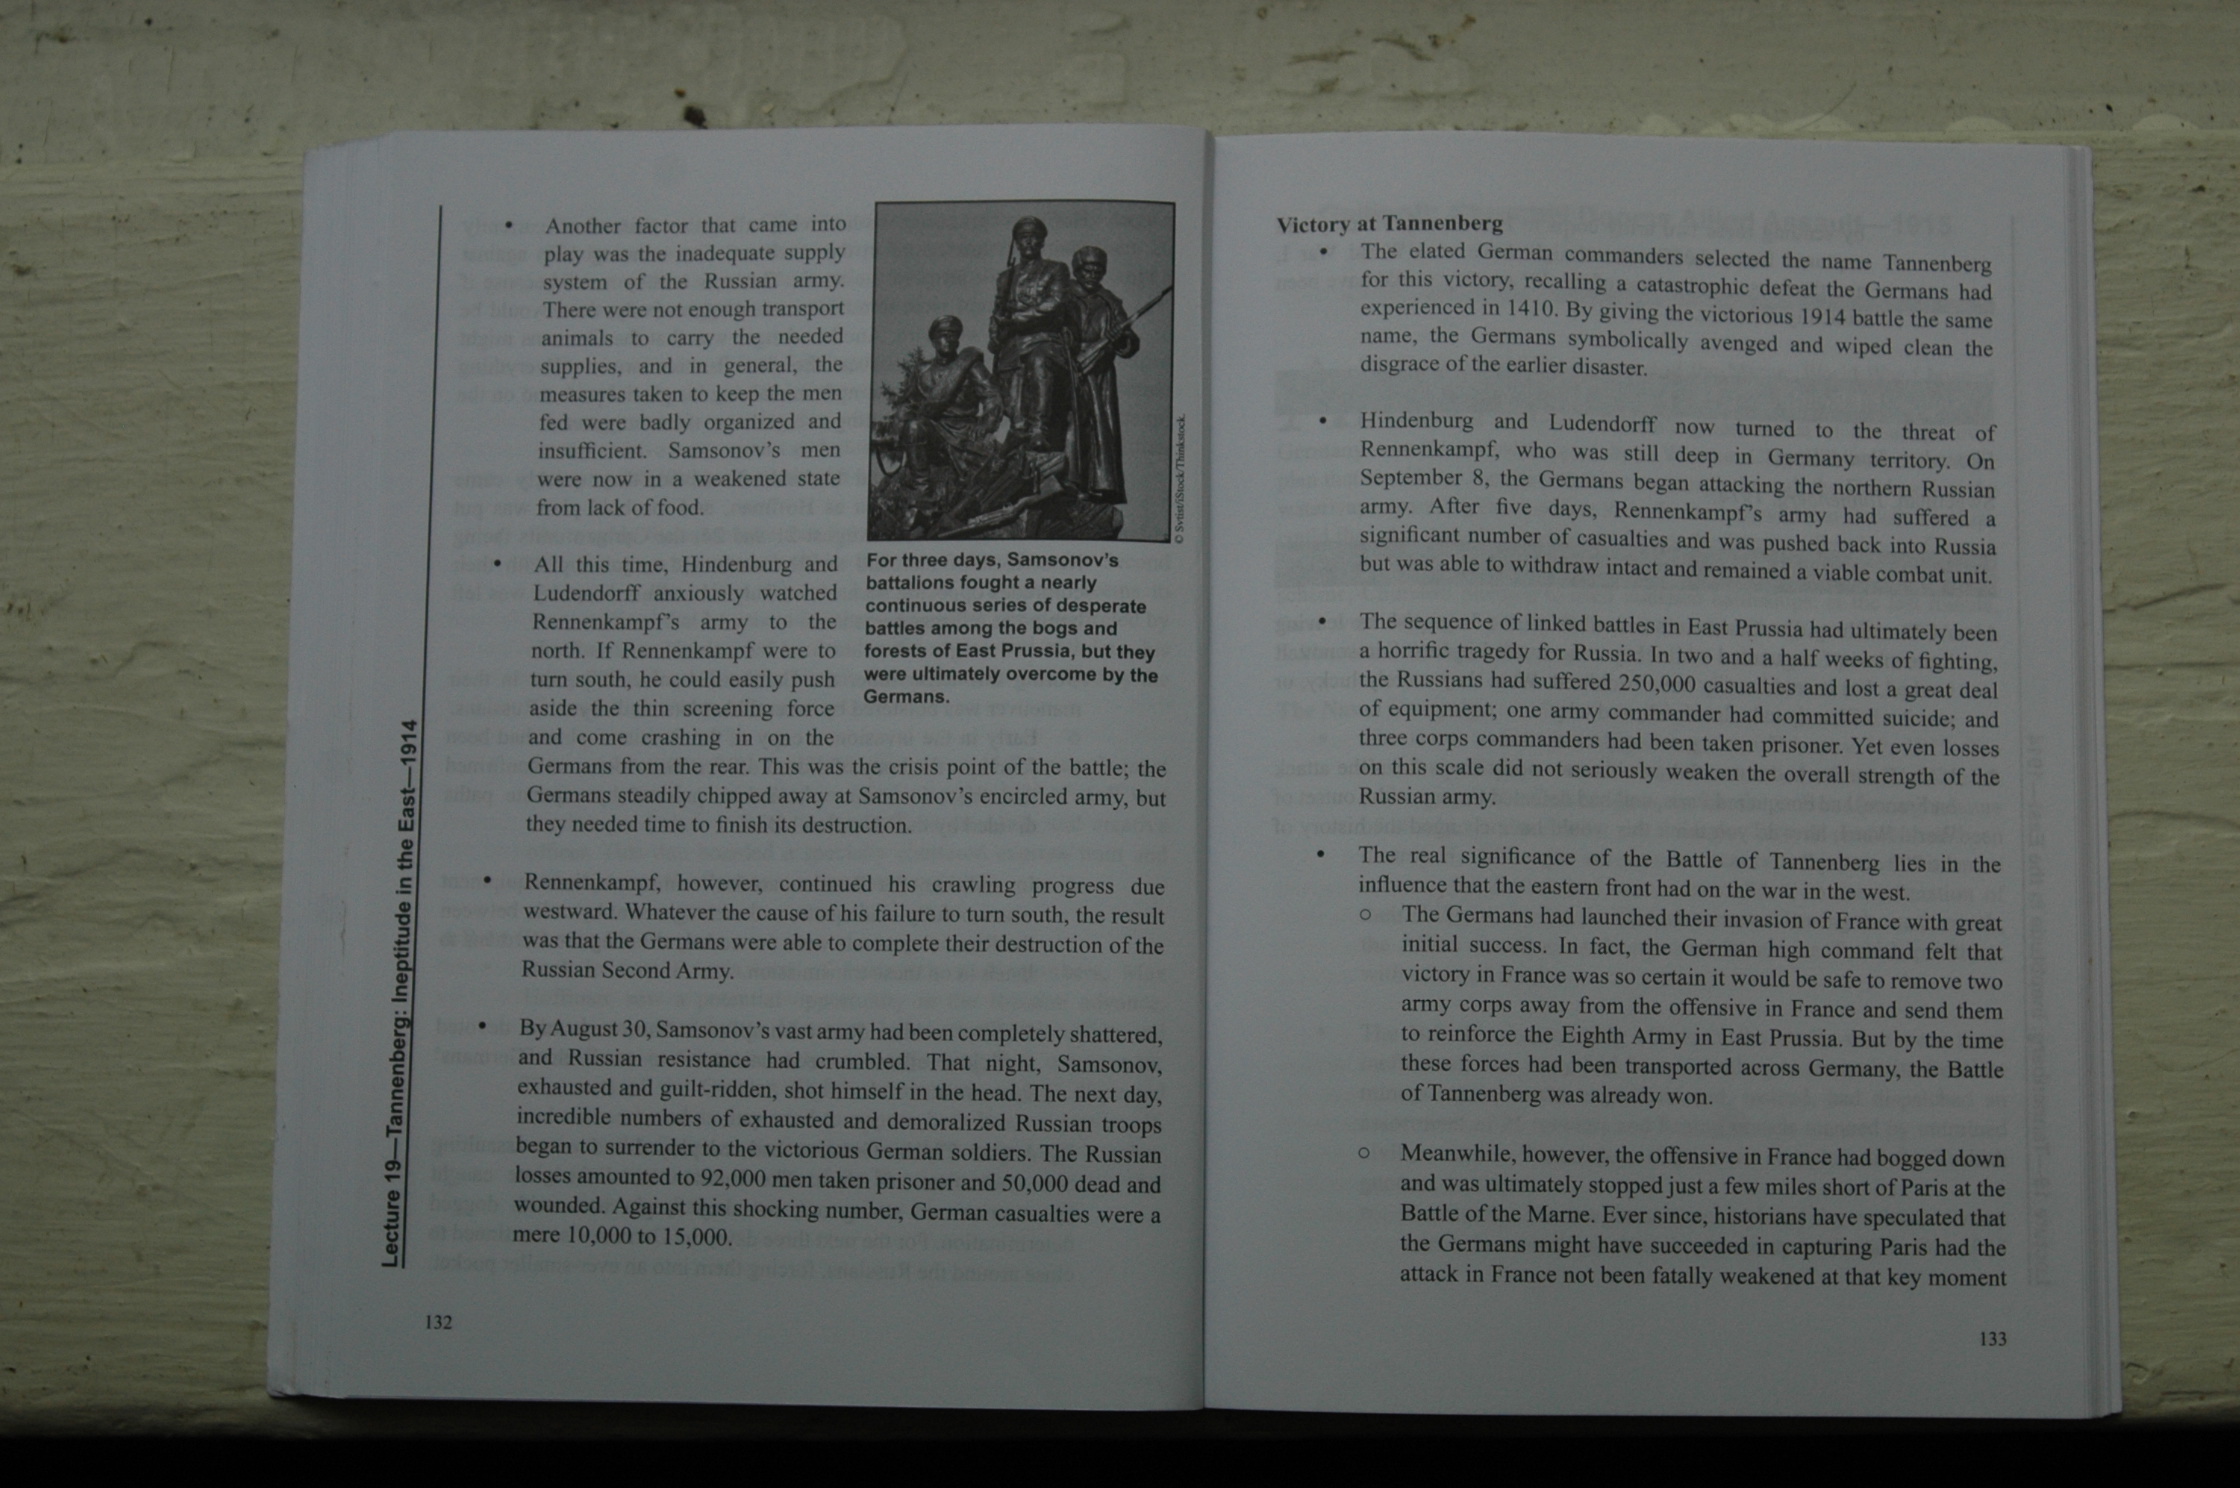 Lecture 19—Tannenberg: Ineptitude in the East—1914
• Another factor that came into
play was the inadequate supply
system of the Russian army.
There were not enough transport
animals to carry the needed
supplies, and in general, the
measures taken to keep the men
fed were badly organized and
insufficient. Samsonov's men
were now in a weakened state
from lack of food.
© Svtist/iStock/Thinkstock.
For three days, Samsonov's
battalions fought a nearly
continuous series of desperate
battles among the bogs and
forests of East Prussia, but they
were ultimately overcome by the
Germans.
• All this time, Hindenburg and
Ludendorff anxiously watched
Rennenkampf's army to the
north. If Rennenkampf were to
turn south, he could easily push
aside the thin screening force
and come crashing in on the
Germans from the rear. This was the crisis point of the battle; the
Germans steadily chipped away at Samsonov's encircled army, but
they needed time to finish its destruction.
• Rennenkampf, however, continued his crawling progress due
westward. Whatever the cause of his failure to turn south, the result
was that the Germans were able to complete their destruction of the
Russian Second Army.
• By August 30, Samsonov's vast army had been completely shattered,
and Russian resistance had crumbled. That night, Samsonov,
exhausted and guilt-ridden, shot himself in the head. The next day,
incredible numbers of exhausted and demoralized Russian troops
began to surrender to the victorious German soldiers. The Russian
losses amounted to 92,000 men taken prisoner and 50,000 dead and
wounded. Against this shocking number, German casualties were a
mere 10,000 to 15,000.
132
Victory at Tannenberg
• The elated German commanders selected the name Tannenberg
for this victory, recalling a catastrophic defeat the Germans had
experienced in 1410. By giving the victorious 1914 battle the same
name, the Germans symbolically avenged and wiped clean the
disgrace of the earlier disaster.
• Hindenburg and Ludendorff now turned to the threat of
Rennenkampf, who was still deep in Germany territory. On
September 8, the Germans began attacking the northern Russian
army. After five days, Rennenkampf's army had suffered a
significant number of casualties and was pushed back into Russia
but was able to withdraw intact and remained a viable combat unit.
• The sequence of linked battles in East Prussia had ultimately been
a horrific tragedy for Russia. In two and a half weeks of fighting,
the Russians had suffered 250,000 casualties and lost a great deal
of equipment; one army commander had committed suicide; and
three corps commanders had been taken prisoner. Yet even losses
on this scale did not seriously weaken the overall strength of the
Russian army.
• The real significance of the Battle of Tannenberg lies in the
influence that the eastern front had on the war in the west.
○ The Germans had launched their invasion of France with great
initial success. In fact, the German high command felt that
victory in France was so certain it would be safe to remove two
army corps away from the offensive in France and send them
to reinforce the Eighth Army in East Prussia. But by the time
these forces had been transported across Germany, the Battle
of Tannenberg was already won.
○ Meanwhile, however, the offensive in France had bogged down
and was ultimately stopped just a few miles short of Paris at the
Battle of the Marne. Ever since, historians have speculated that
the Germans might have succeeded in capturing Paris had the
attack in France not been fatally weakened at that key moment
133